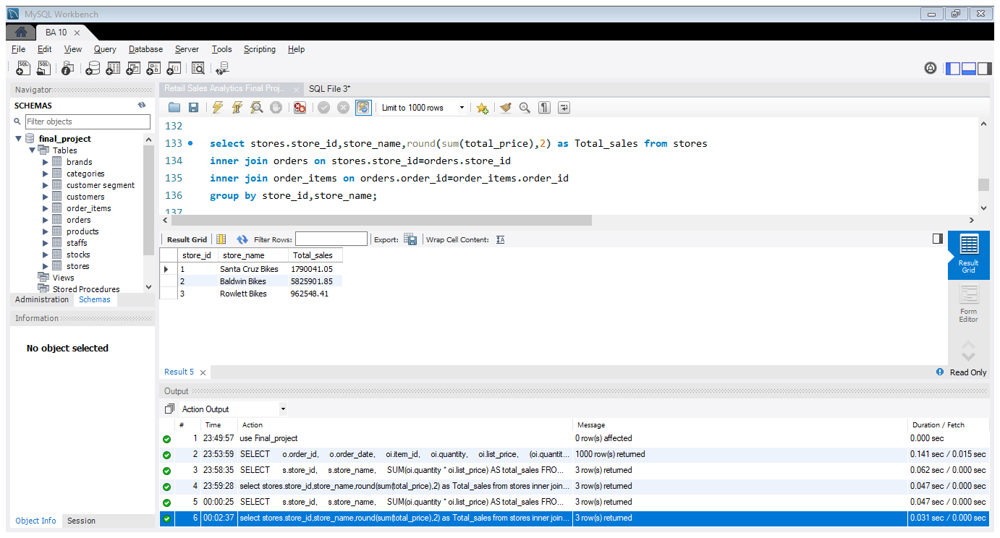 MySQL Workbench
BA 10
File Edit View Query Database Server Tools Scripting Help
Navigator
SCHEMAS
Filter objects
final_project
Tables
brands
categories
customer segment
customers
order_items
orders
products
staffs
stocks
stores
Views
Stored Procedures
Administration Schemas
Information
No object selected
Object Info Session
Retail Sales Analytics Final Proj... SQL File 3*
Limit to 1000 rows
132
133 select stores.store_id,store_name,round(sum(total_price),2) as Total_sales from stores
134 inner join orders on stores.store_id=orders.store_id
135 inner join order_items on orders.order_id=order_items.order_id
136 group by store_id,store_name;
137
Result Grid Filter Rows: Export: Wrap Cell Content:
store_id store_name Total_sales
1 Santa Cruz Bikes 1790041.05
2 Baldwin Bikes 5825901.85
3 Rowlett Bikes 962548.41
Result Grid
Form Editor
Result 5
Read Only
Output
Action Output
# Time Action Message Duration / Fetch
1 23:49:57 use Final_project 0 row(s) affected 0.000 sec
2 23:53:59 SELECT o.order_id, o.order_date, oi.item_id, oi.quantity, oi.list_price, (oi.quantit... 1000 row(s) returned 0.141 sec / 0.015 sec
3 23:58:35 SELECT s.store_id, s.store_name, SUM(oi.quantity * oi.list_price) AS total_sales FRO... 3 row(s) returned 0.062 sec / 0.000 sec
4 23:59:28 select stores.store_id,store_name,round(sum(total_price),2) as Total_sales from stores inner join... 3 row(s) returned 0.047 sec / 0.000 sec
5 00:00:25 SELECT s.store_id, s.store_name, SUM(oi.quantity * oi.list_price) AS total_sales FRO... 3 row(s) returned 0.047 sec / 0.000 sec
6 00:02:37 select stores.store_id,store_name,round(sum(total_price),2) as Total_sales from stores inner join... 3 row(s) returned 0.031 sec / 0.000 sec